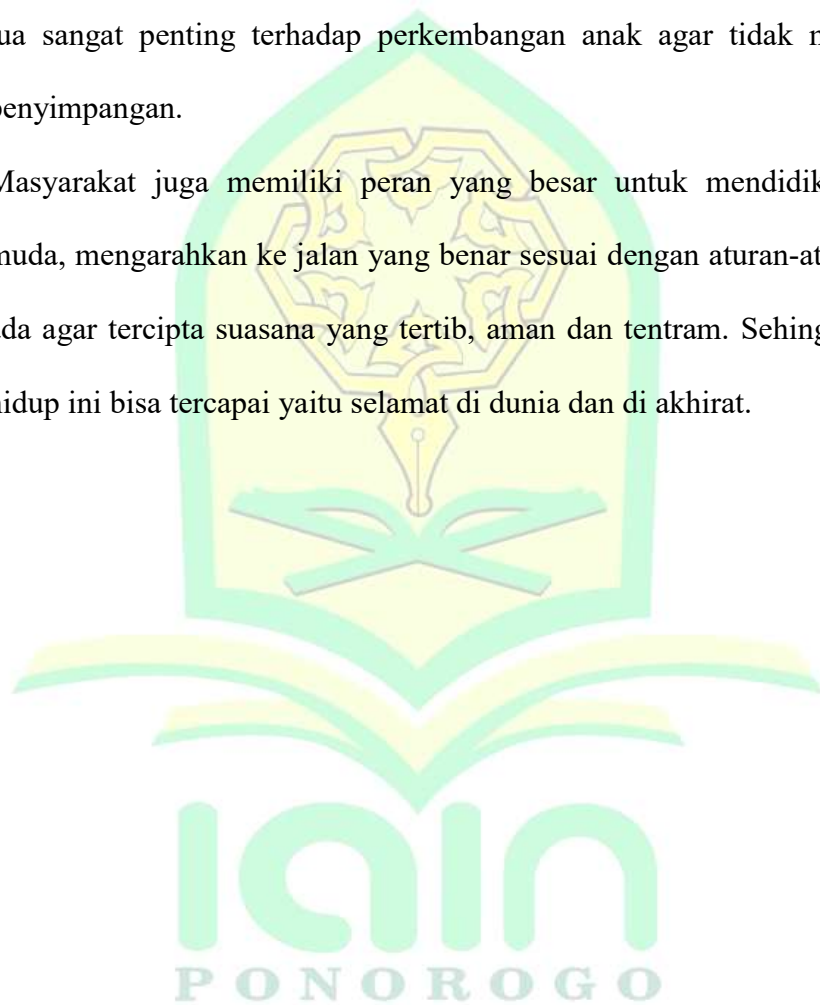 sangat penting terhadap perkembangan anak agar tidak
penyimpangan.
Masyarakat juga memiliki peran yang besar untuk mendidik
muda, mengarahkan ke jalan yang benar sesuai dengan
agar tercipta suasana yang tertib, aman dan tentram.
hidup ini bisa tercapai yaitu selamat di dunia dan di akhirat.
iain
PONOROGO